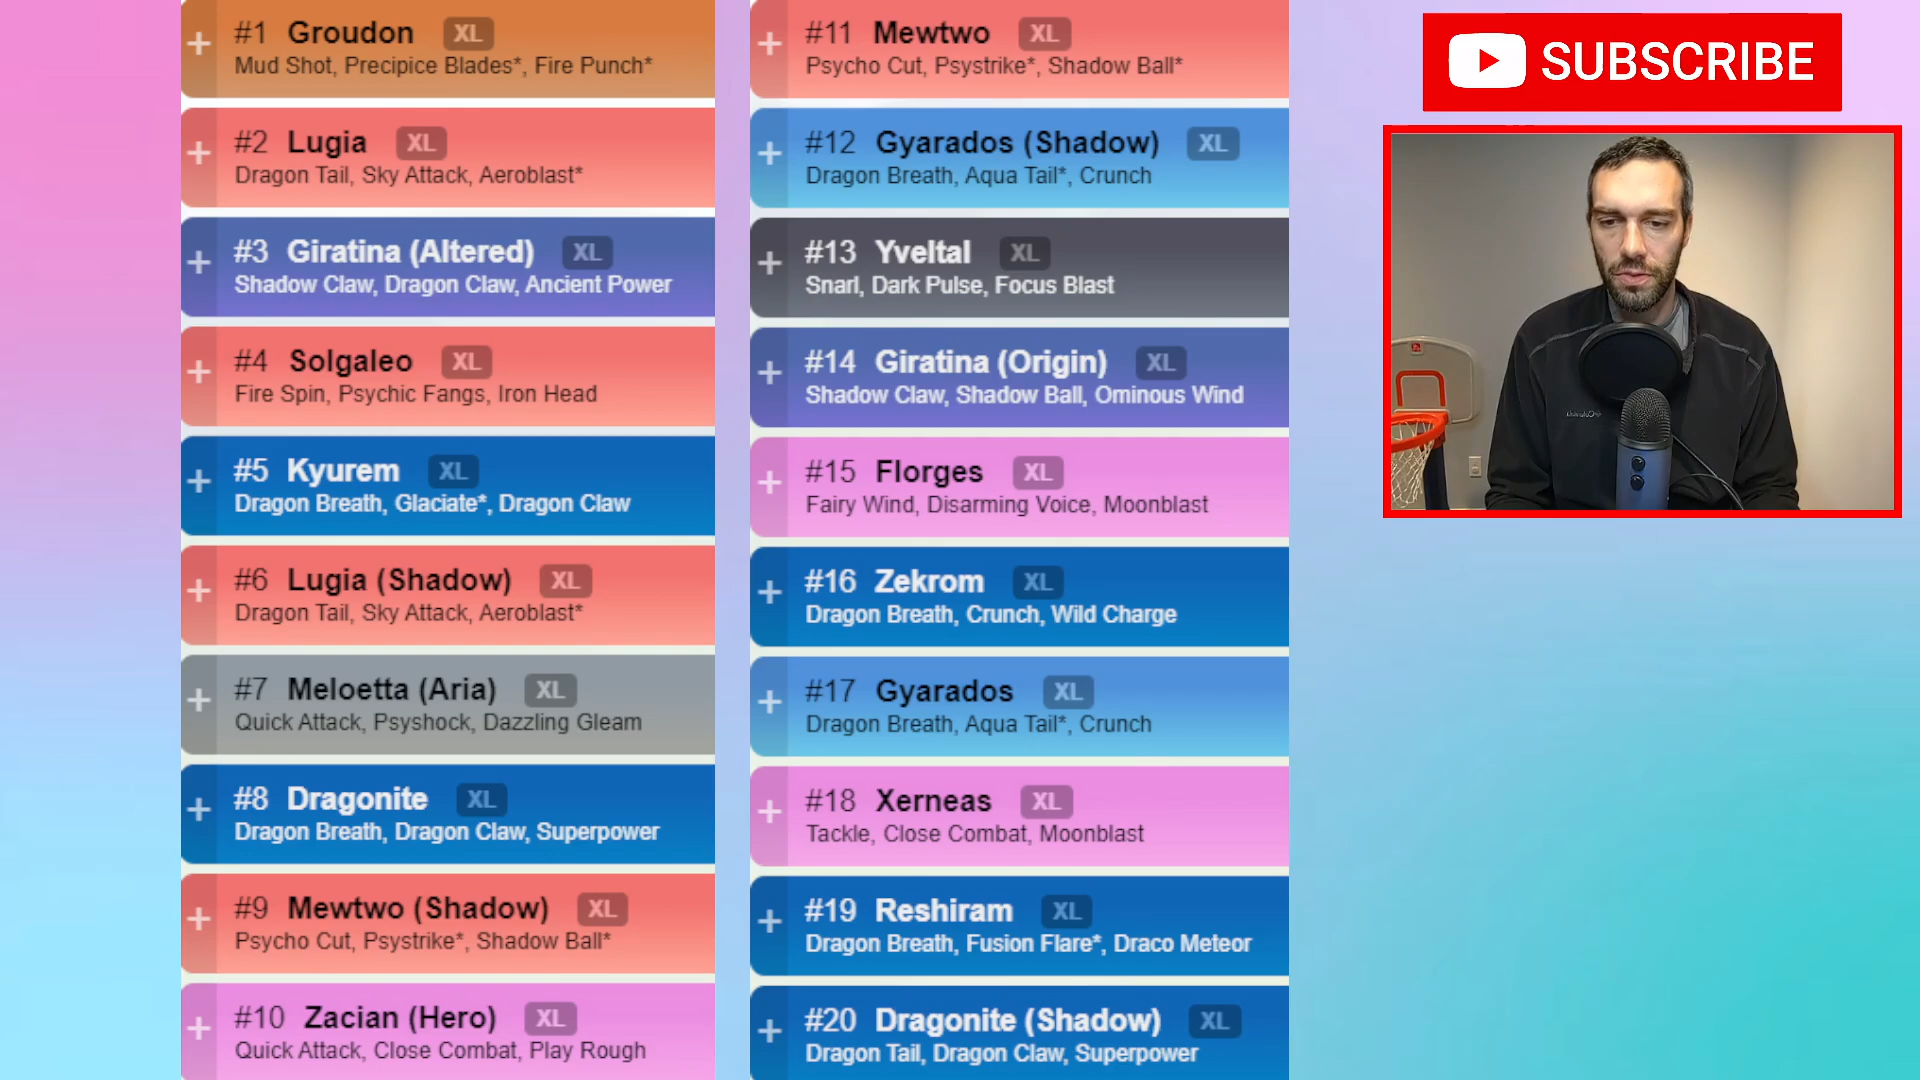 #1 Groudon XL
Mud Shot, Precipice Blades*, Fire Punch*
#2 Lugia XL
Dragon Tail, Sky Attack, Aeroblast*
#3 Giratina (Altered) XL
Shadow Claw, Dragon Claw, Ancient Power
#4 Solgaleo XL
Fire Spin, Psychic Fangs, Iron Head
#5 Kyurem XL
Dragon Breath, Glaciate*, Dragon Claw
#6 Lugia (Shadow) XL
Dragon Tail, Sky Attack, Aeroblast*
#7 Meloetta (Aria) XL
Quick Attack, Psyshock, Dazzling Gleam
#8 Dragonite XL
Dragon Breath, Dragon Claw, Superpower
#9 Mewtwo (Shadow) XL
Psycho Cut, Psystrike*, Shadow Ball*
#10 Zacian (Hero) XL
Quick Attack, Close Combat, Play Rough
#11 Mewtwo XL
Psycho Cut, Psystrike*, Shadow Ball*
#12 Gyarados (Shadow) XL
Dragon Breath, Aqua Tail*, Crunch
#13 Yveltal XL
Snarl, Dark Pulse, Focus Blast
#14 Giratina (Origin) XL
Shadow Claw, Shadow Ball, Ominous Wind
#15 Florges XL
Fairy Wind, Disarming Voice, Moonblast
#16 Zekrom XL
Dragon Breath, Crunch, Wild Charge
#17 Gyarados XL
Dragon Breath, Aqua Tail*, Crunch
#18 Xerneas XL
Tackle, Close Combat, Moonblast
#19 Reshiram XL
Dragon Breath, Fusion Flare*, Draco Meteor
#20 Dragonite (Shadow) XL
Dragon Tail, Dragon Claw, Superpower
SUBSCRIBE